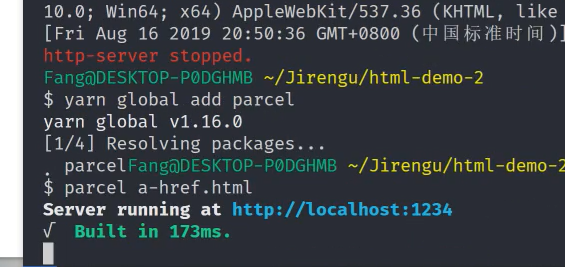 10.0; Win64; x64) AppleWebKit/537.36 (KHTML, like
[Fri Aug 16 2019 20:50:36 GMT+0800 (中国标准时间)]
http-server stopped.
Fang@DESKTOP-P0DGHMB ~/Jirengu/html-demo-2
$ yarn global add parcel
yarn global v1.16.0
[1/4] Resolving packages...
. parcelFang@DESKTOP-P0DGHMB ~/Jirengu/html-demo-2
$ parcel a-href.html
Server running at http://localhost:1234
√ Built in 173ms.